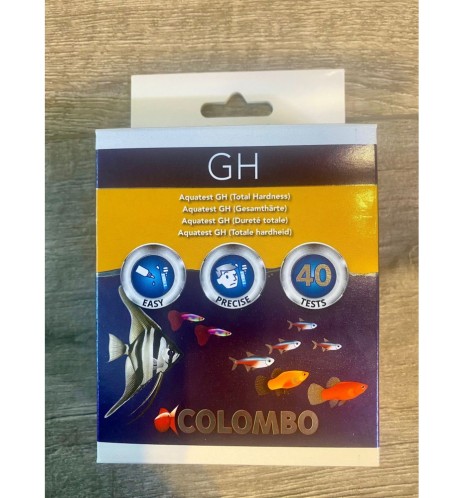 GH
Aquatest GH (Total Hardness)
Aquatest GH (Gesamthärte)
Aquatest GH (Dureté totale)
Aquatest GH (Totale hardheid)
EASY
PRECISE
40
TESTS
COLOMBO